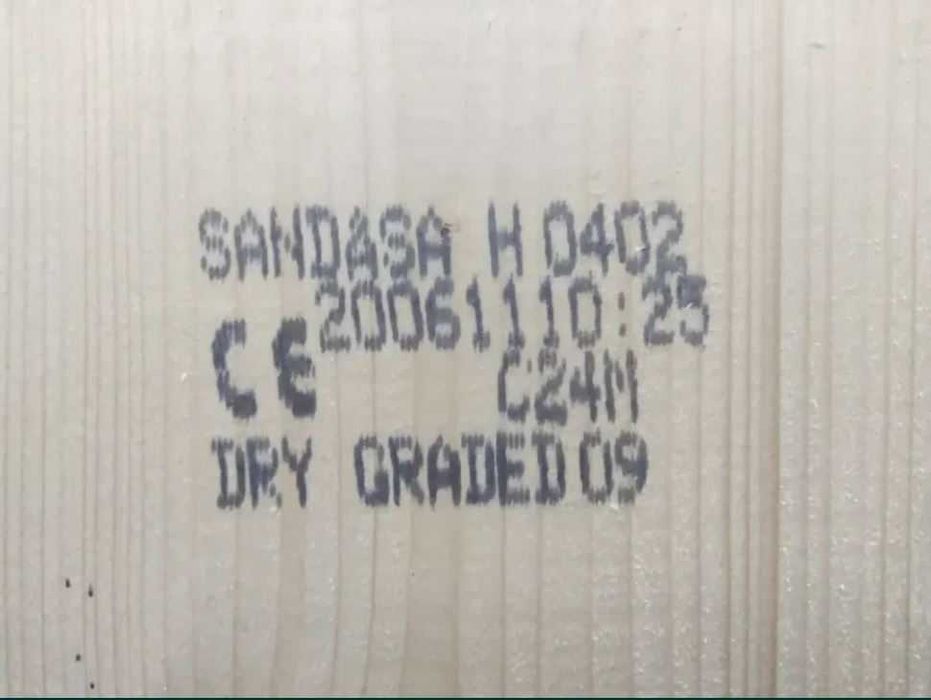 SANDASA H 0402
20061110:25
CE C24M
DRY GRADED 09